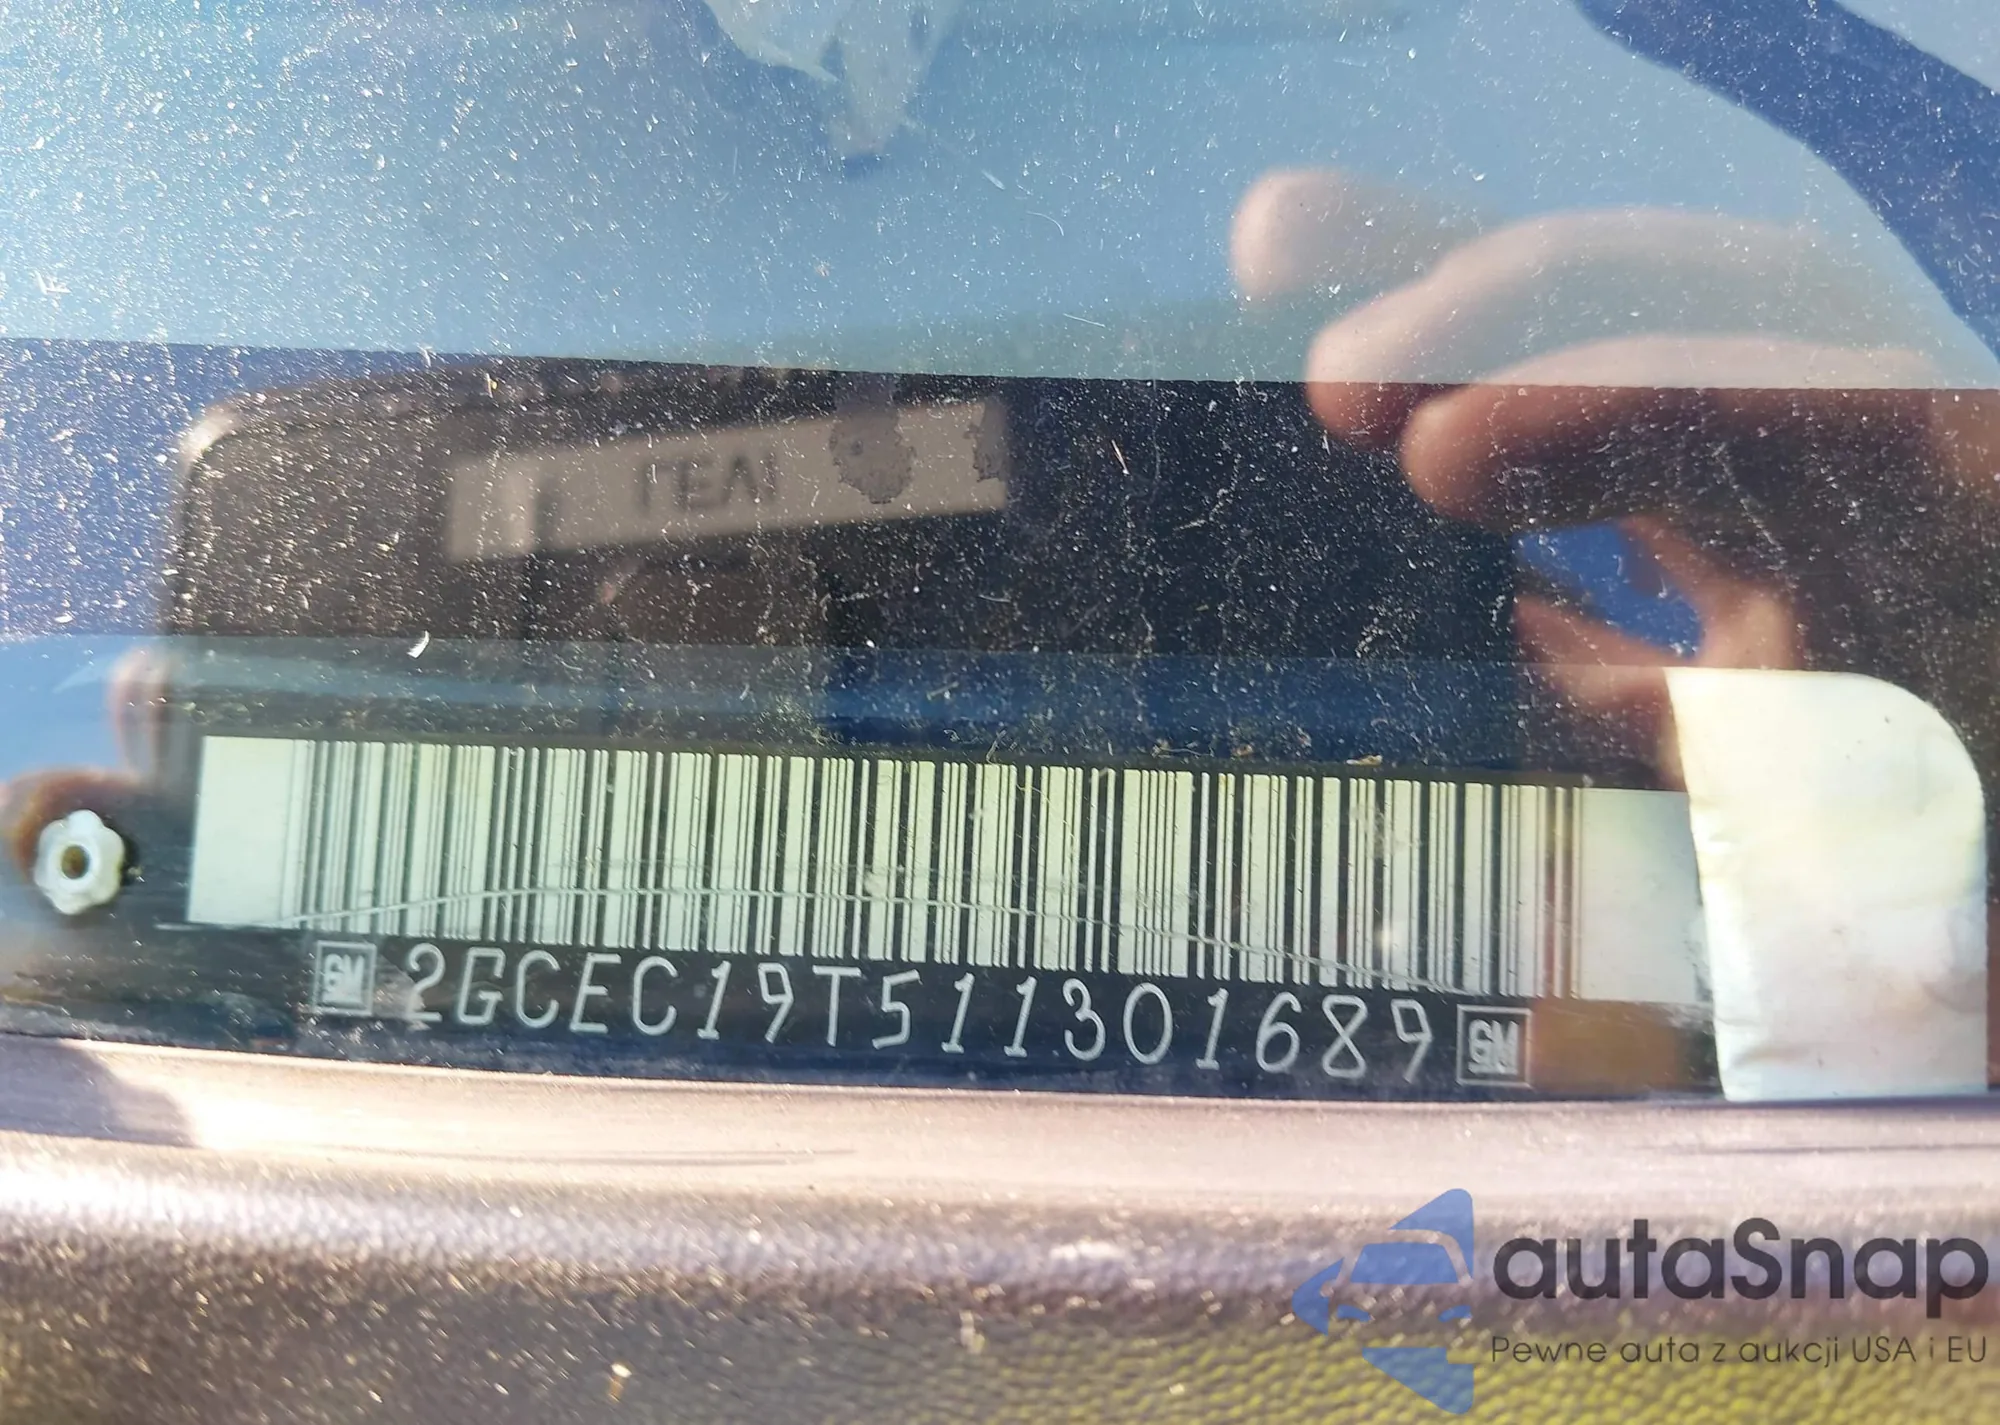 GM 2GCEC19T511301689 GM
autaSnap
Pewne auta z aukcji USA i EU